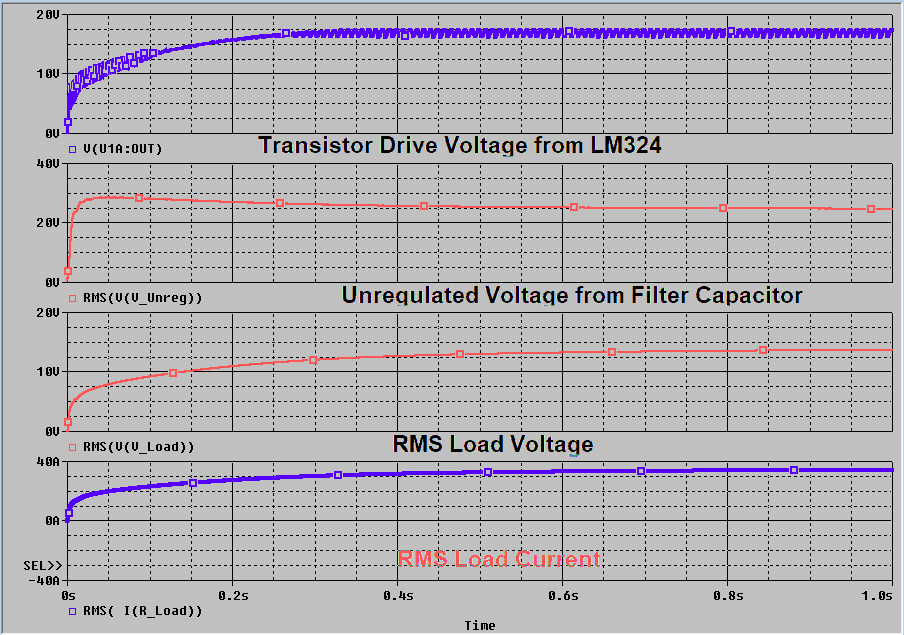 20V
10V
0V
V(U1A:OUT)
Transistor Drive Voltage from LM324
40V
20V
0V
RMS(V(V_Unreg))
Unregulated Voltage from Filter Capacitor
20V
10V
0V
RMS(V(V_Load))
RMS Load Voltage
40A
0A
RMS Load Current
SEL>>
-40A
0s 0.2s 0.4s 0.6s 0.8s 1.0s
RMS( I(R_Load))
Time